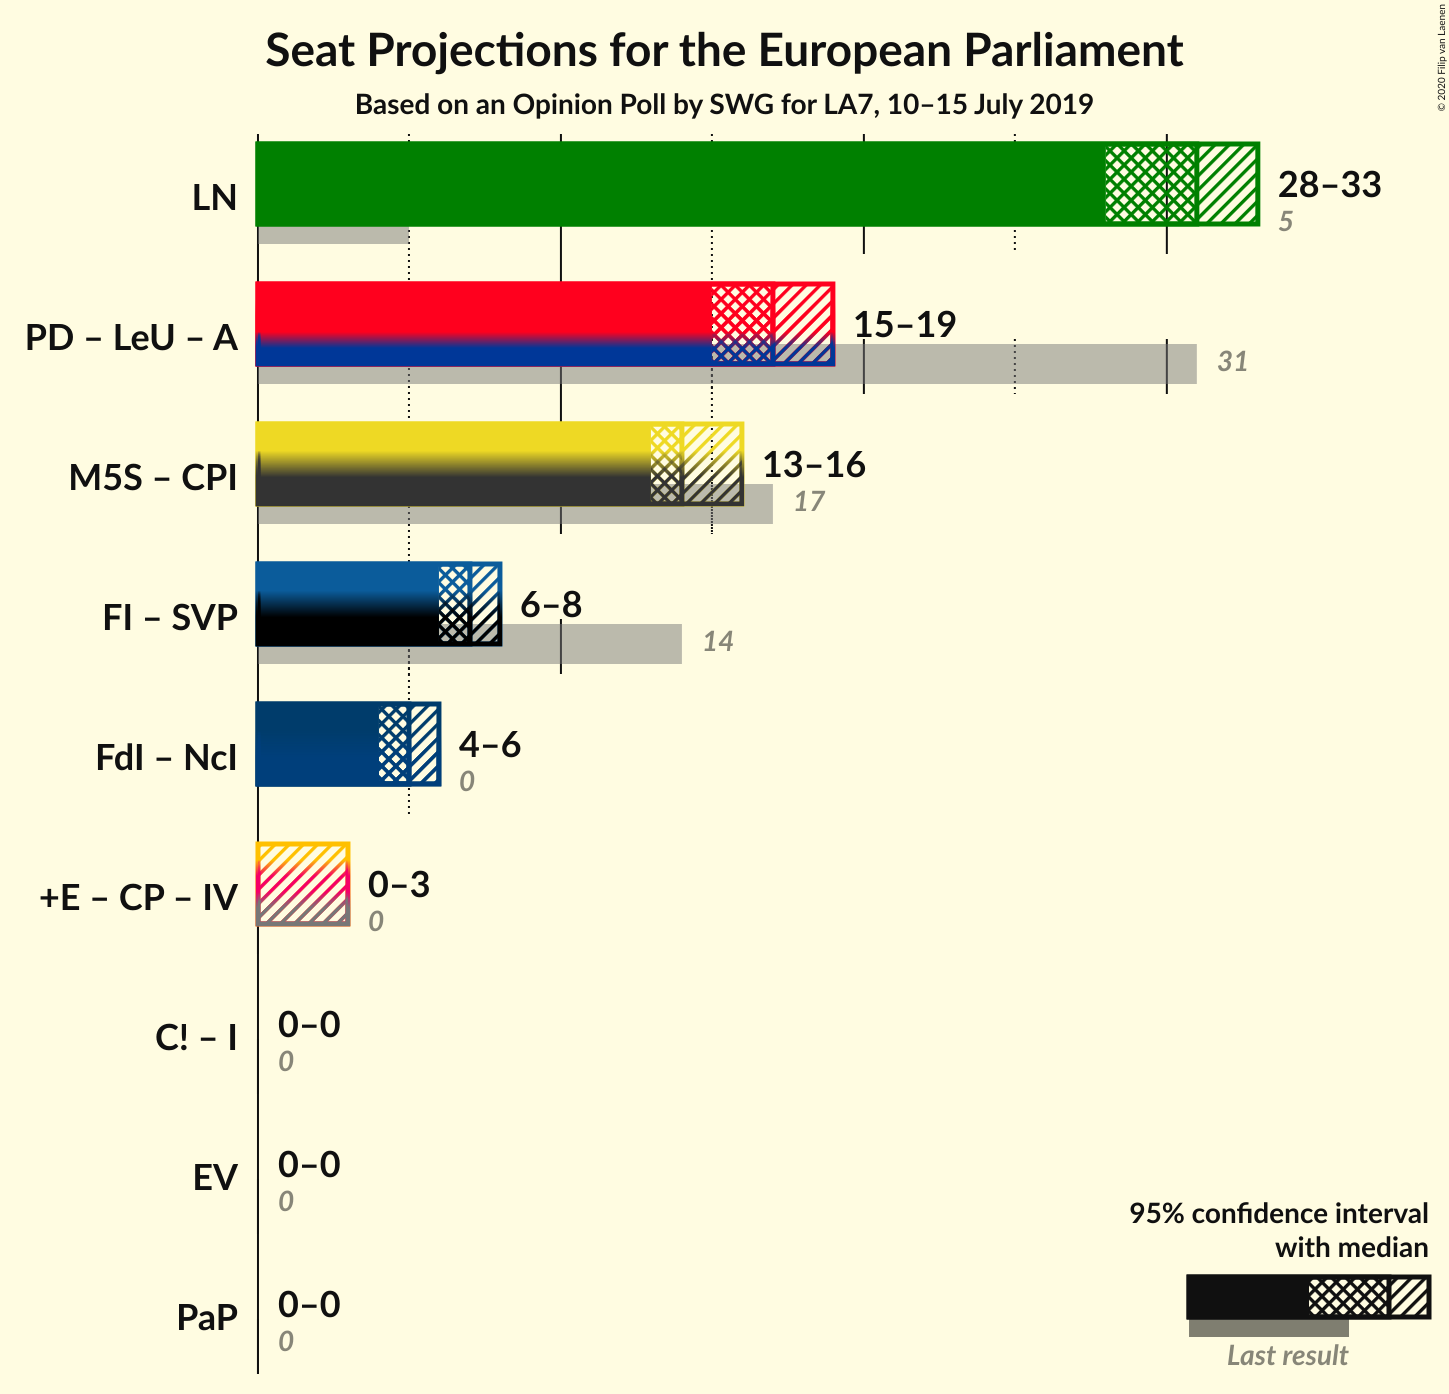 Seat Projections for the European Parliament
Based on an Opinion Poll by SWG for LA7, 10–15 July 2019
© 2020 Filip van Laenen
LN
28–33
5
PD – LeU – A
15–19
31
M5S – CPI
13–16
17
FI – SVP
6–8
14
FdI – NcI
4–6
0
+E – CP – IV
0–3
0
C! – I
0–0
0
EV
0–0
0
PaP
0–0
0
95% confidence interval
with median
Last result